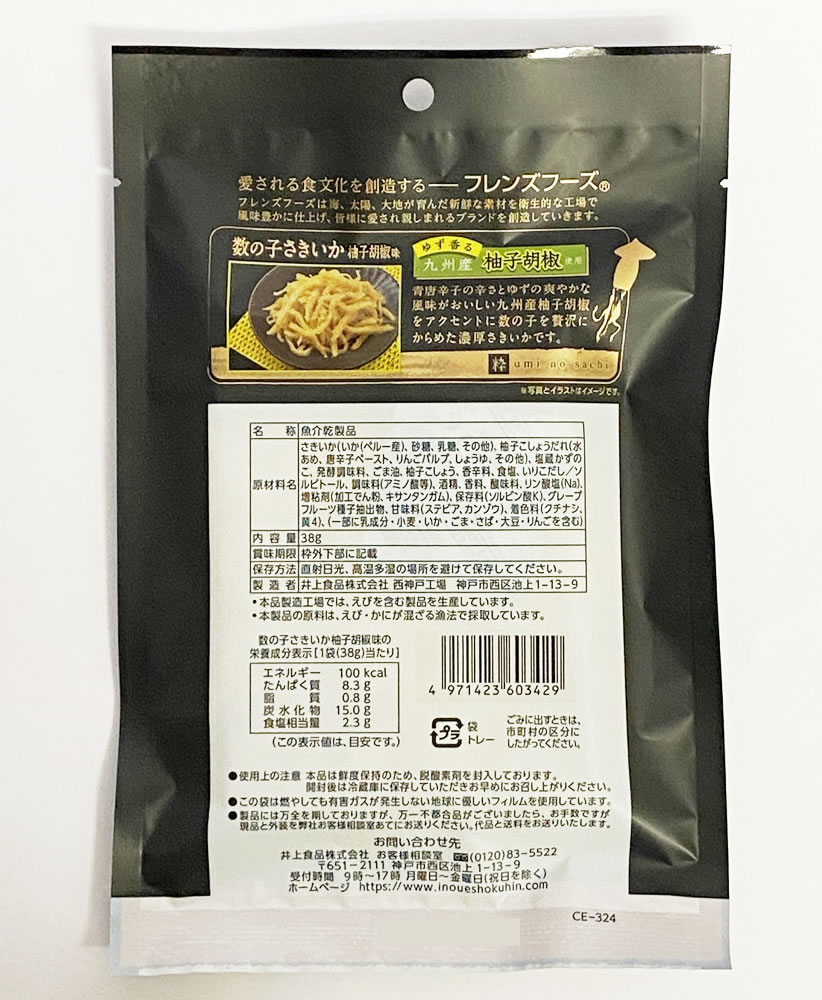 愛される食文化を創造する── フレンズフーズ®
フレンズフーズは海、太陽、大地が育んだ新鮮な素材を衛生的な工場で
風味豊かに仕上げ、皆様に愛され親しまれるブランドを創造していきます。
数の子さきいか 柚子胡椒味
ゆず香る
九州産 柚子胡椒 使用
青唐辛子の辛さとゆずの爽やかな
風味がおいしい九州産柚子胡椒
をアクセントに数の子を贅沢に
からめた濃厚さきいかです。
粋 umi no sachi
※写真とイラストはイメージです。
名 称 魚介乾製品
原材料名 さきいか(いか(ペルー産)、砂糖、乳糖、その他)、柚子こしょうだれ(水
あめ、唐辛子ペースト、りんごパルプ、しょうゆ、その他)、塩蔵かずの
こ、発酵調味料、ごま油、柚子こしょう、香辛料、食塩、いりこだし/ソ
ルビトール、調味料(アミノ酸等)、酒精、香料、酸味料、リン酸塩(Na)、
増粘剤(加工でん粉、キサンタンガム)、保存料(ソルビン酸K)、グレープ
フルーツ種子抽出物、甘味料(ステビア、カンゾウ)、着色料(クチナシ、
黄4)、(一部に乳成分・小麦・いか・ごま・さば・大豆・りんごを含む)
内 容 量 38g
賞味期限 枠外下部に記載
保存方法 直射日光、高温多湿の場所を避けて保存してください。
製 造 者 井上食品株式会社 西神戸工場 神戸市西区池上1-13-9
・本品製造工場では、えびを含む製品を生産しています。
・本製品の原料は、えび・かにが混ざる漁法で採取しています。
数の子さきいか柚子胡椒味の
栄養成分表示[1袋(38g)当たり]
エネルギー 100 kcal
たんぱく質 8.3 g
脂 質 0.8 g
炭 水 化 物 15.0 g
食塩相当量 2.3 g
(この表示値は、目安です。)
4 971423 603429
プラ 袋
トレー
ごみに出すときは、
市町村の区分に
したがってください。
●使用上の注意 本品は鮮度保持のため、脱酸素剤を封入しております。
開封後は冷蔵庫に保存していただきお早めにお召し上がりください。
●この袋は燃やしても有害ガスが発生しない地球に優しいフィルムを使用しています。
●製品には万全を期しておりますが、万一不都合品がございましたら、お手数ですが
現品と外装を弊社お客様相談室あてにお送りください。代品と送料をお送りいたします。
お問い合わせ先
井上食品株式会社 お客様相談室 (0120)83-5522
〒651-2111 神戸市西区池上1-13-9
受付時間 9時～17時 月曜日～金曜日(祝日を除く)
ホームページ https://www.inoueshokuhin.com
CE-324